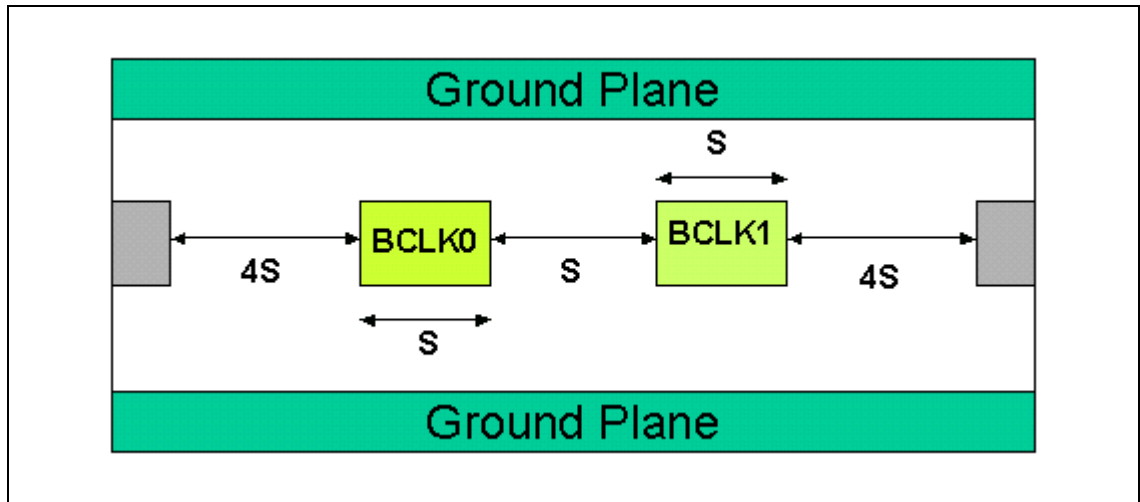 Ground Plane
S
BCLK0
BCLK1
4S
S
4S
S
Ground Plane